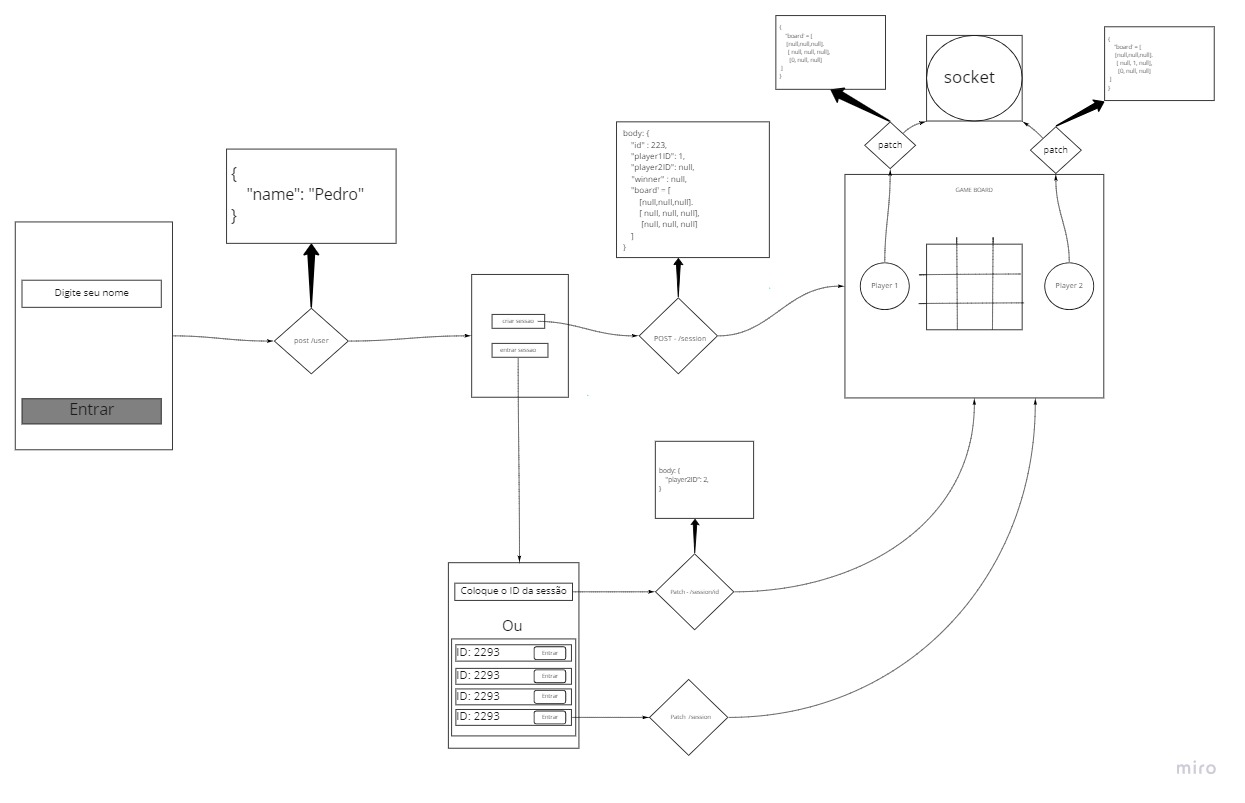 Digite seu nome
Entrar
{
"name": "Pedro"
}
post /user
criar sessão
entrar sessão
body: {
"id" : 223,
"player1ID": 1,
"player2ID": null,
"winner" : null,
"board' = [
[null,null,null].
[ null, null, null],
[null, null, null]
]
}
POST - /session
{
"board' = [
[null,null,null].
[ null, null, null],
[0, null, null]
]
}
socket
{
"board' = [
[null,null,null].
[ null, 1, null],
[0, null, null]
]
}
patch
patch
GAME BOARD
Player 1
Player 2
body: {
"player2ID": 2,
}
Coloque o ID da sessão
Patch - /session/id
Ou
ID: 2293 Entrar
ID: 2293 Entrar
ID: 2293 Entrar
ID: 2293 Entrar
Patch /session
miro